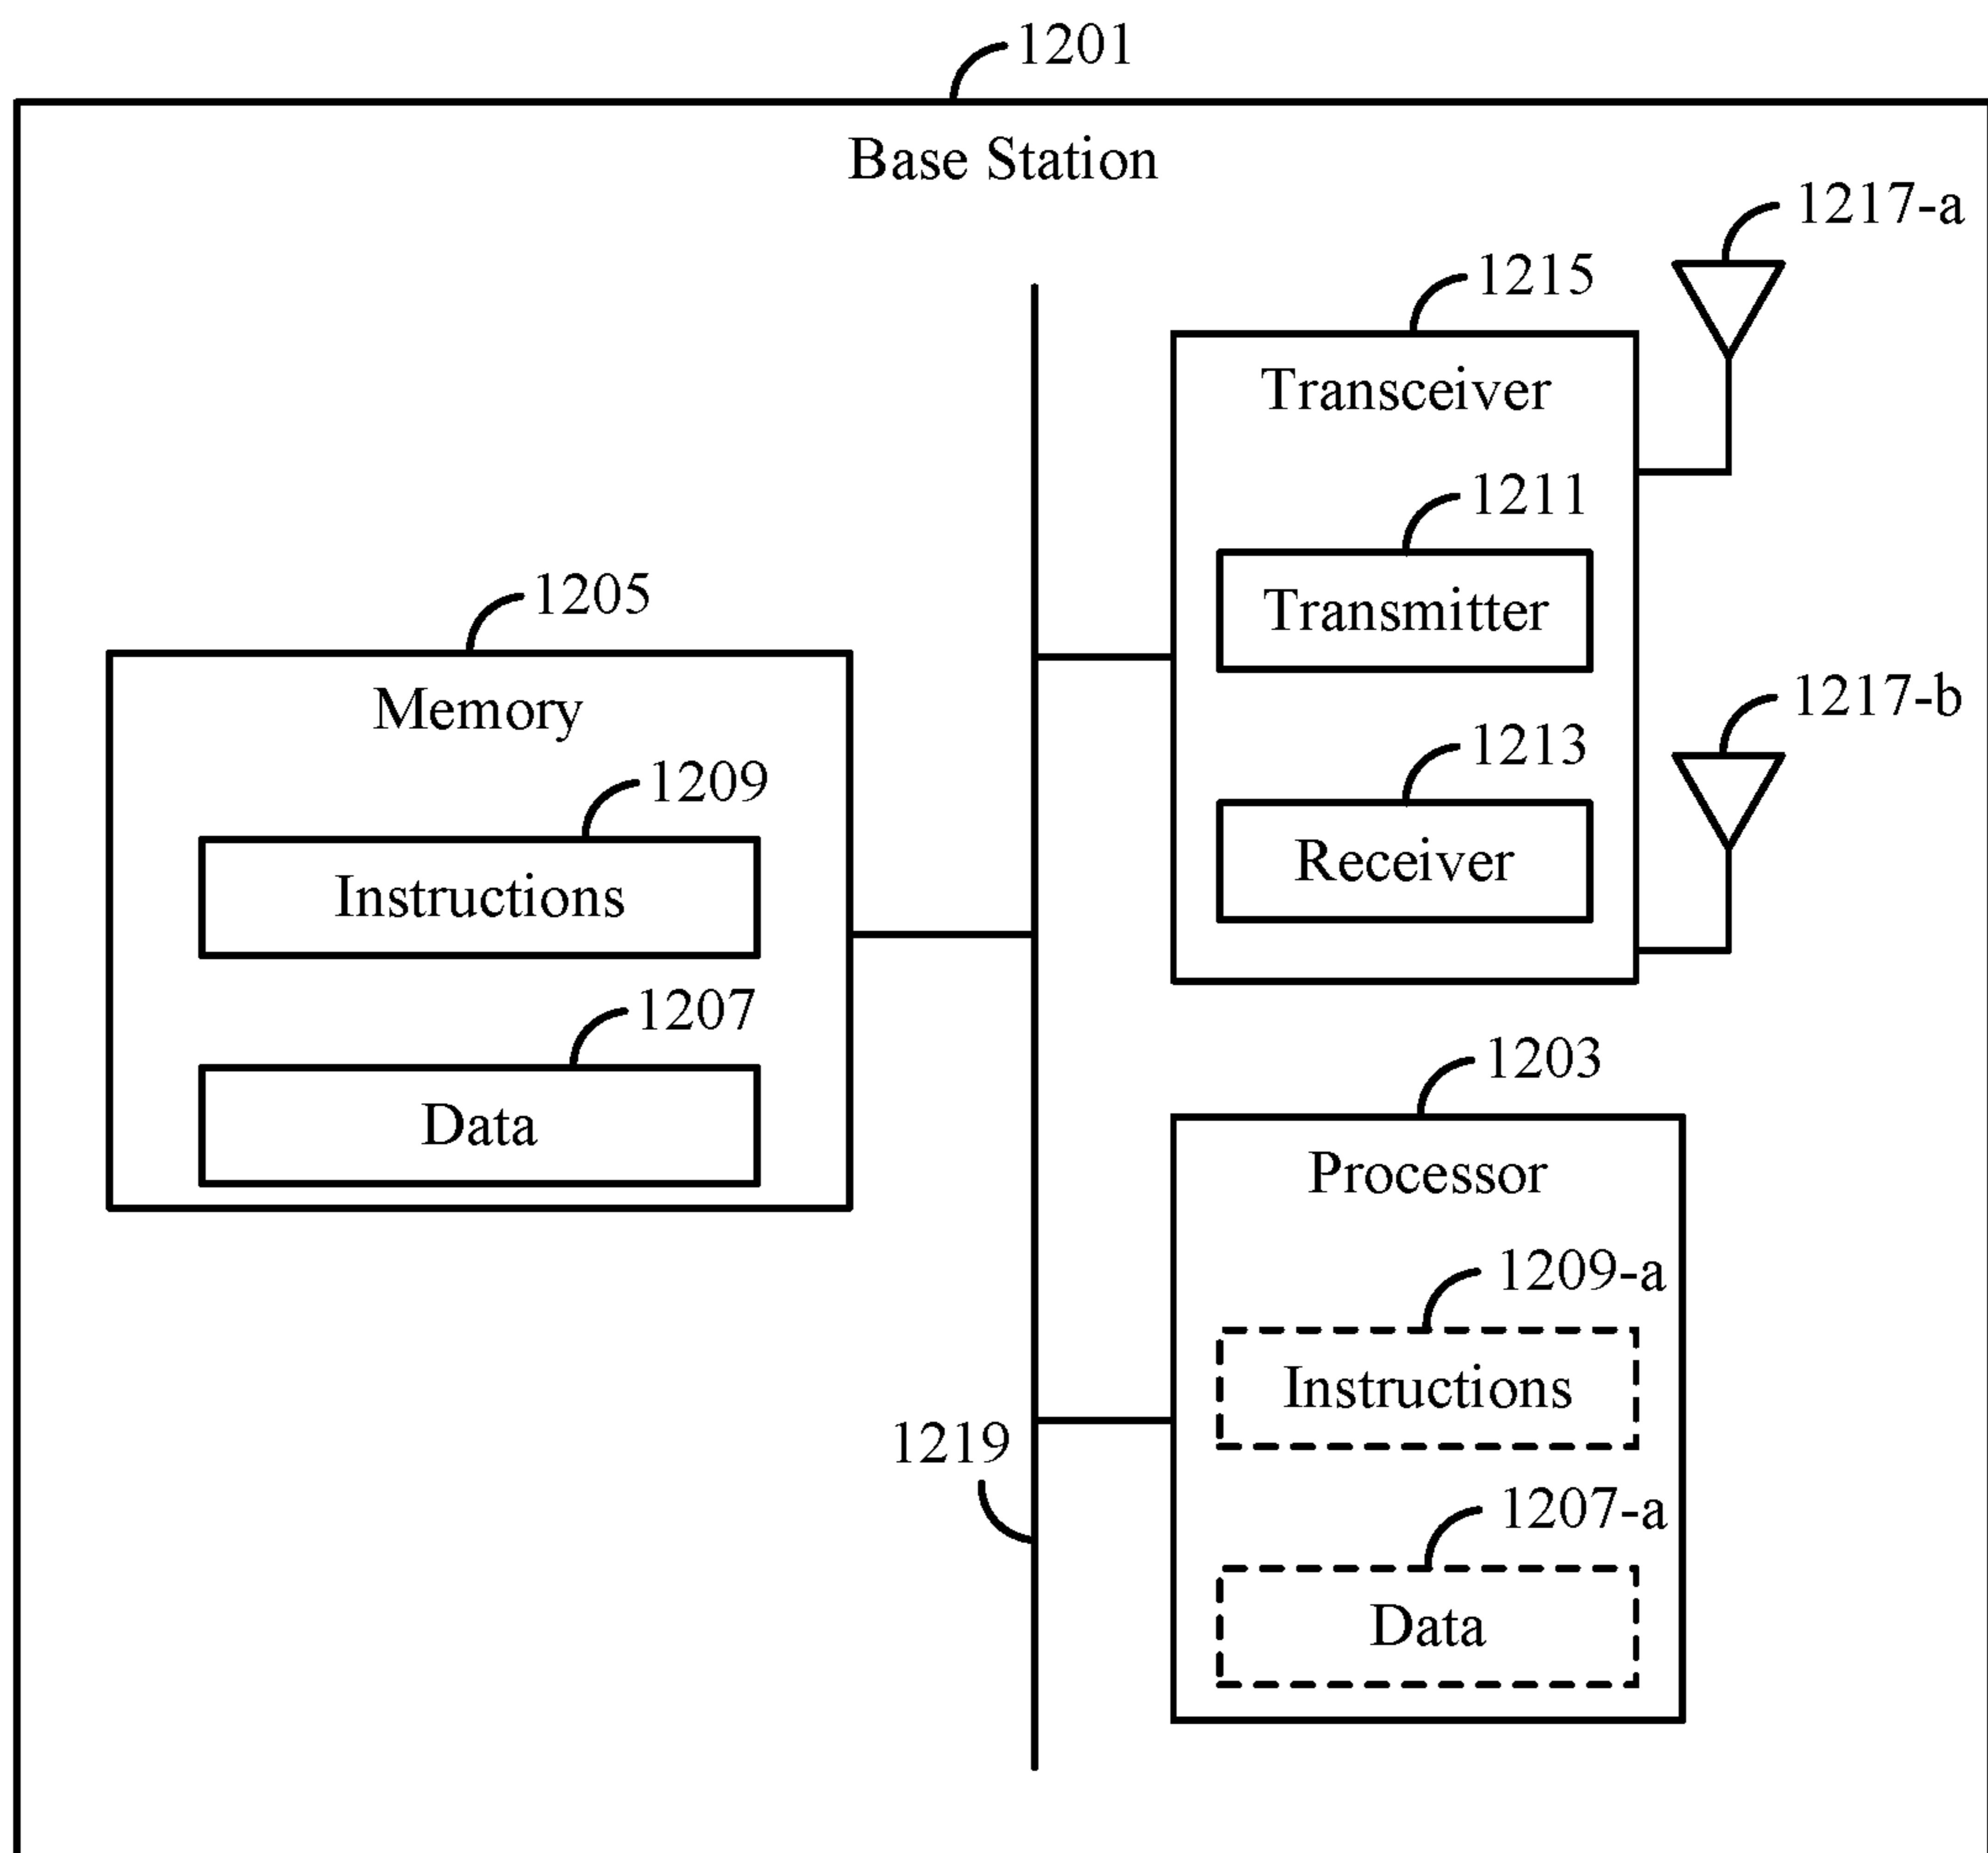 1201
Base Station
1217-a
1215
Transceiver
1211
Transmitter
1205
Memory
1217-b
1213
1209
Receiver
Instructions
1207
1203
Data
Processor
1209-a
Instructions
1219
1207-a
Data